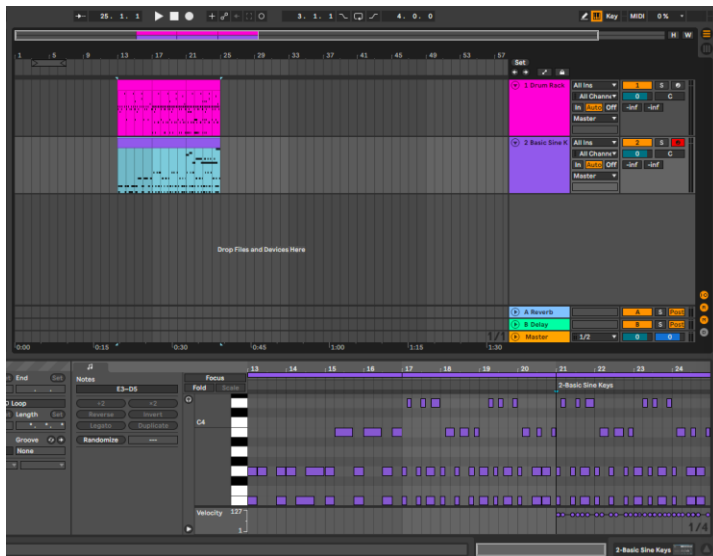 25. 1. 1
3. 1. 1
4. 0. 0
Key MIDI 0 %
H W
1 5 9 13 17 21 25 29 33 37 41 45 49 53 57
Set
1 Drum Rack All Ins 1 S
All Channe 0 C
In Auto Off -inf -inf
Master
2 Basic Sine K All Ins 2 S
All Channe 0 C
In Auto Off -inf -inf
Master
Drop Files and Devices Here
A Reverb A S Post
B Delay B S Post
1/1 Master 1/2 0 0
0:00 0:15 0:30 0:45 1:00 1:15 1:30
End Set
Notes
E3-D5
Focus
Fold Scale
13 14 15 16 17 18 19 20 21 22 23 24
2-Basic Sine Keys
Loop
Length Set
÷2 ×2
Reverse Invert
Legato Duplicate
Groove
None
Randomize ---
C4
Velocity 127
1
1/4
2-Basic Sine Keys